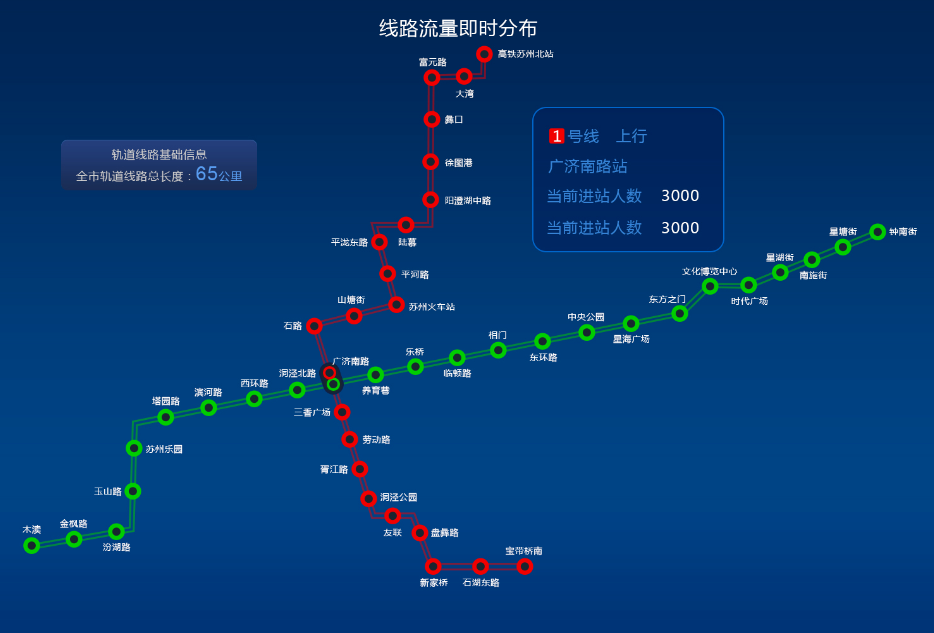 线路流量即时分布
高铁苏州北站
富元路
大湾
蠡口
徐图港
阳澄湖中路
陆慕
平泷东路
平河路
苏州火车站
山塘街
石路
轨道线路基础信息
全市轨道线路总长度：65公里
1号线 上行
广济南路站
当前进站人数 3000
当前进站人数 3000
钟南街
星塘街
南施街
星湖街
时代广场
文化博览中心
东方之门
星海广场
中央公园
东环路
相门
临顿路
乐桥
养育巷
广济南路
洞泾北路
西环路
滨河路
塔园路
苏州乐园
玉山路
汾湖路
金枫路
木渎
三香广场
劳动路
胥江路
洞泾公园
友联
盘蠡路
新家桥
石湖东路
宝带桥南